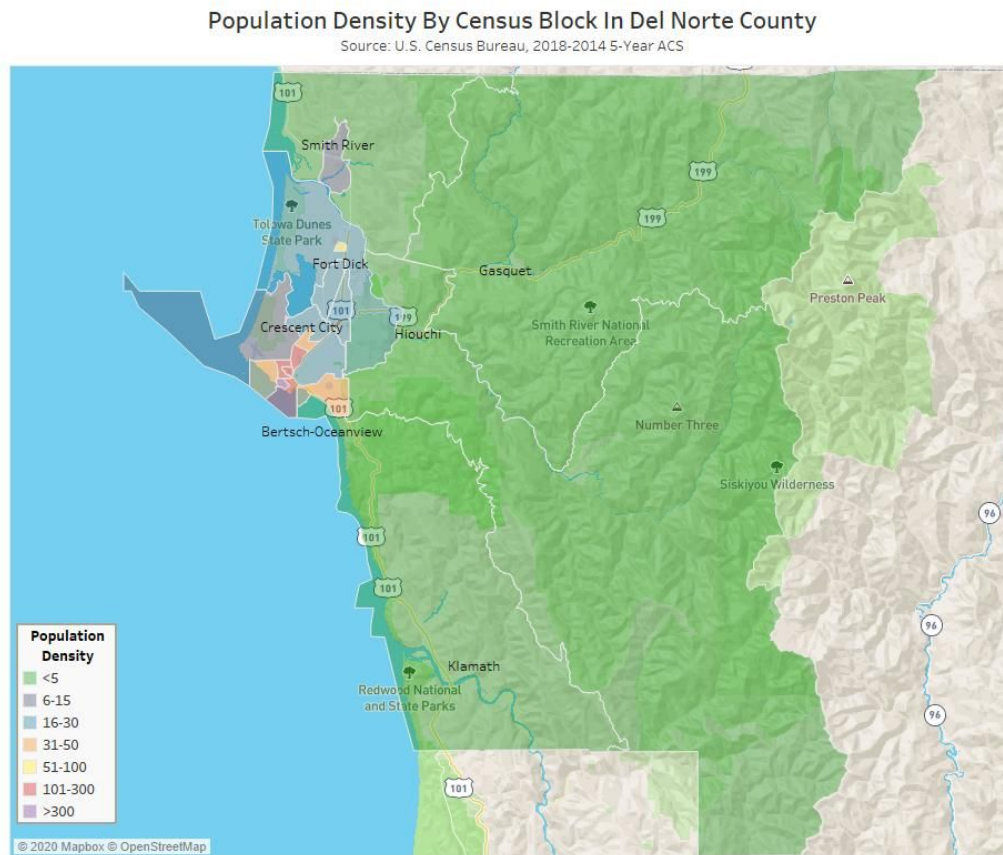 Population Density By Census Block In Del Norte County
Source: U.S. Census Bureau, 2018-2014 5-Year ACS
101
Smith River
199
199
Tolowa Dunes
State Park
Fort Dick
Gasquet
Preston Peak
101
199
Crescent City
Hiouchi
Smith River National
Recreation Area
101
Number Three
Bertsch-Oceanview
Siskiyou Wilderness
96
101
101
96
Klamath
Redwood National
and State Parks
96
101
Population
Density
<5
6-15
16-30
31-50
51-100
101-300
>300
© 2020 Mapbox © OpenStreetMap